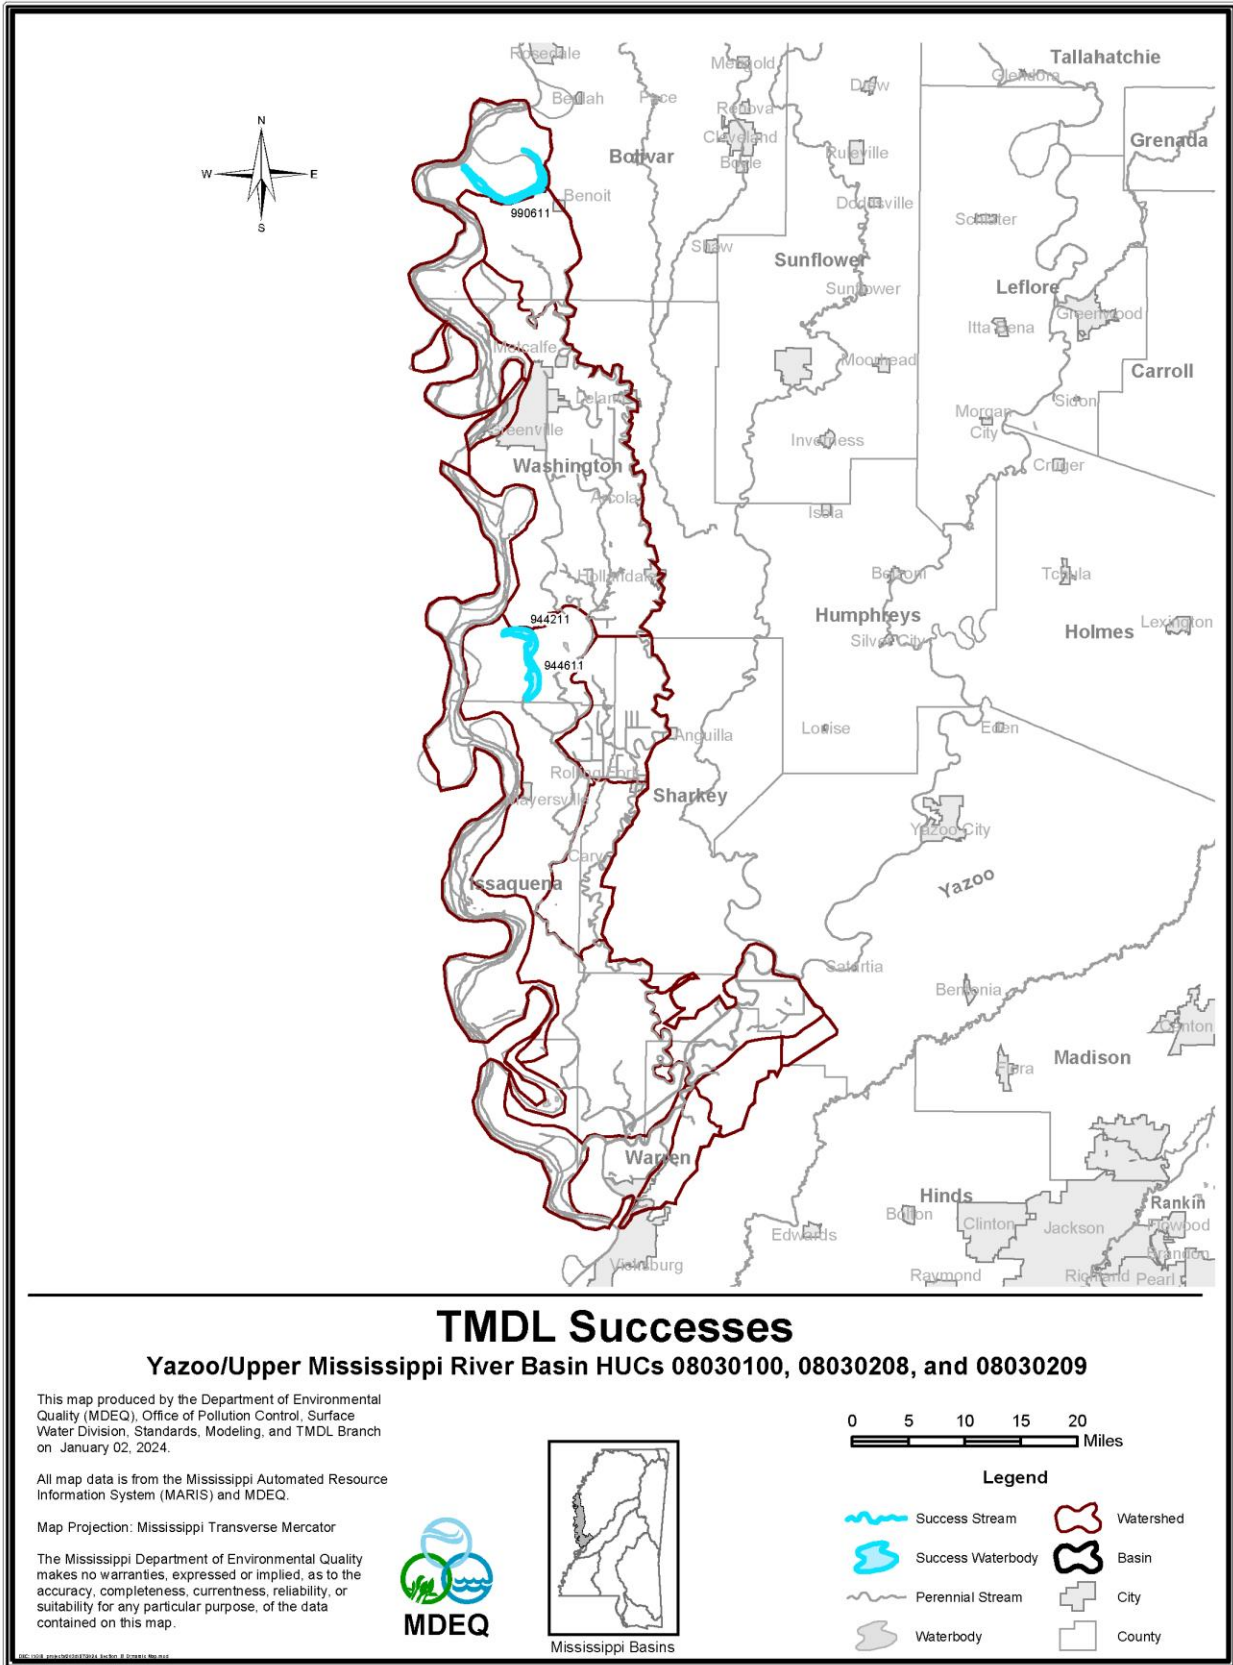 Rosedale
Merigold
Tallahatchie
Glendora
Drew
Beulah
Pace
Renova
Grenada
Cleveland
Bolivar
Boyle
Ruleville
N
W
E
S
Benoit
990611
Doddsville
Schlater
Shaw
Sunflower
Sunflower
Leflore
Itta Bena
Greenwood
Metcalfe
Moorhead
Carroll
Leland
Sidon
Morgan
City
Greenville
Inverness
Washington
Cruger
Arcola
Isola
Hollandale
Belzoni
Tchula
944211
Humphreys
Silver City
Holmes
Lexington
944611
Anguilla
Louise
Eden
Rolling Fork
Mayersville
Sharkey
Yazoo City
Cary
Issaquena
Yazoo
Satartia
Bentonia
Canton
Flora
Madison
Warren
Hinds
Rankin
Bolton
Clinton
Jackson
Flowood
Edwards
Brandon
Vicksburg
Raymond
Richland
Pearl
TMDL Successes
Yazoo/Upper Mississippi River Basin HUCs 08030100, 08030208, and 08030209
This map produced by the Department of Environmental
Quality (MDEQ), Office of Pollution Control, Surface
Water Division, Standards, Modeling, and TMDL Branch
on January 02, 2024.
All map data is from the Mississippi Automated Resource
Information System (MARIS) and MDEQ.
Map Projection: Mississippi Transverse Mercator
The Mississippi Department of Environmental Quality
makes no warranties, expressed or implied, as to the
accuracy, completeness, currentness, reliability, or
suitability for any particular purpose, of the data
contained on this map.
MDEQ
Mississippi Basins
0 5 10 15 20
Miles
Legend
Success Stream
Watershed
Success Waterbody
Basin
Perennial Stream
City
Waterbody
County